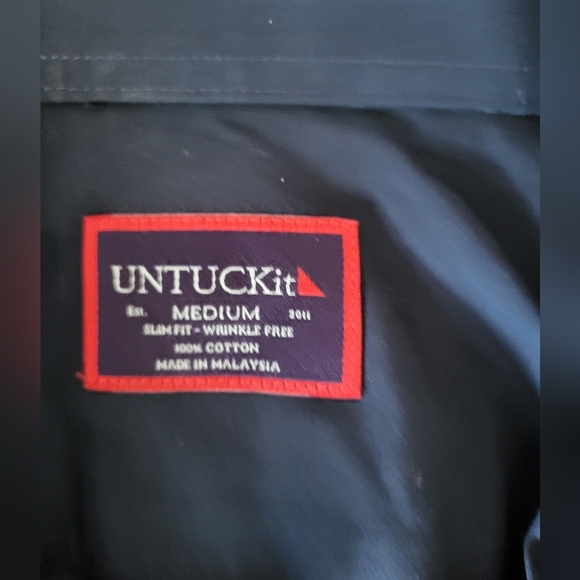 UNTUCKit
Est. MEDIUM 2011
SLIM FIT - WRINKLE FREE
100% COTTON
MADE IN MALAYSIA